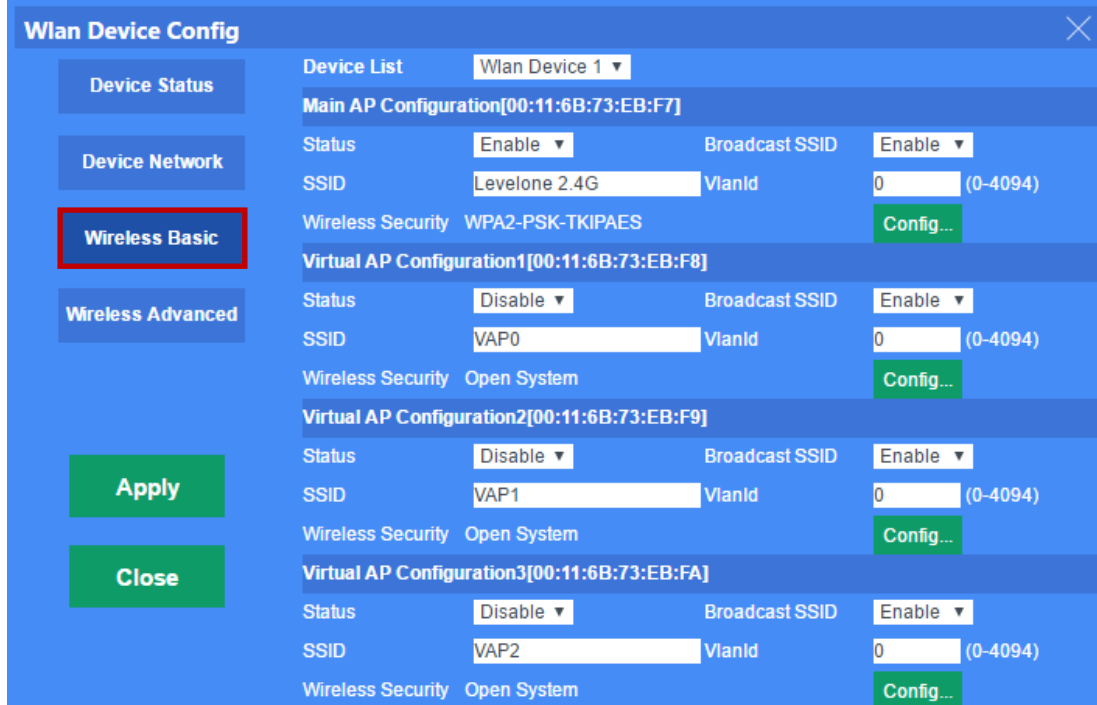 Wlan Device Config
Device Status
Device Network
Wireless Basic
Wireless Advanced
Apply
Close
Device List Wlan Device 1 ▼
Main AP Configuration[00:11:6B:73:EB:F7]
Status Enable ▼ Broadcast SSID Enable ▼
SSID Levelone 2.4G VlanId 0 (0-4094)
Wireless Security WPA2-PSK-TKIPAES Config...
Virtual AP Configuration1[00:11:6B:73:EB:F8]
Status Disable ▼ Broadcast SSID Enable ▼
SSID VAP0 VlanId 0 (0-4094)
Wireless Security Open System Config...
Virtual AP Configuration2[00:11:6B:73:EB:F9]
Status Disable ▼ Broadcast SSID Enable ▼
SSID VAP1 VlanId 0 (0-4094)
Wireless Security Open System Config...
Virtual AP Configuration3[00:11:6B:73:EB:FA]
Status Disable ▼ Broadcast SSID Enable ▼
SSID VAP2 VlanId 0 (0-4094)
Wireless Security Open System Config...